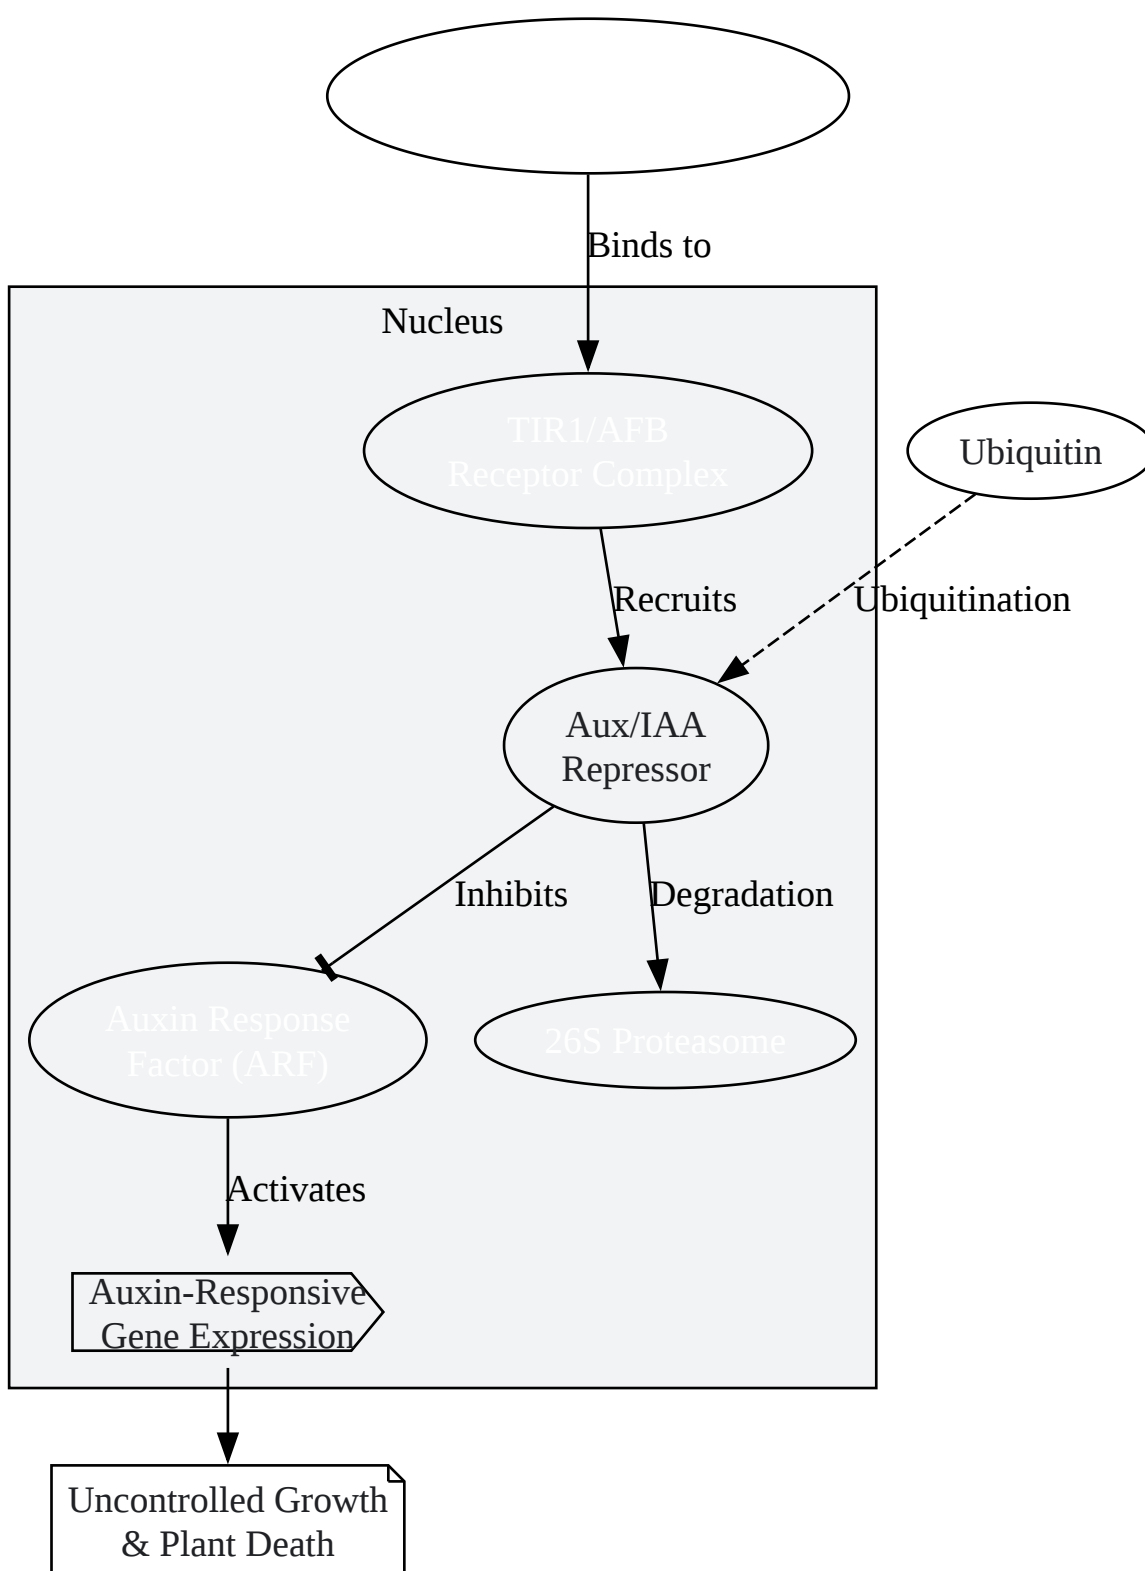 Binds to
Nucleus
TIR1/AFB
Receptor Complex
Ubiquitin
Recruits
Ubiquitination
Aux/IAA
Repressor
Inhibits
Degradation
Auxin Response
Factor (ARF)
26S Proteasome
Activates
Auxin-Responsive
Gene Expression
Uncontrolled Growth
& Plant Death